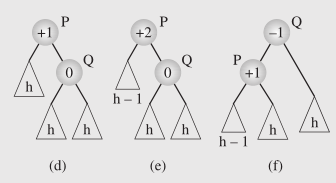 P P Q
+1 +2 −1
Q Q P
h 0 0 +1
h − 1 h
h h h h h − 1 h
(d) (e) (f)